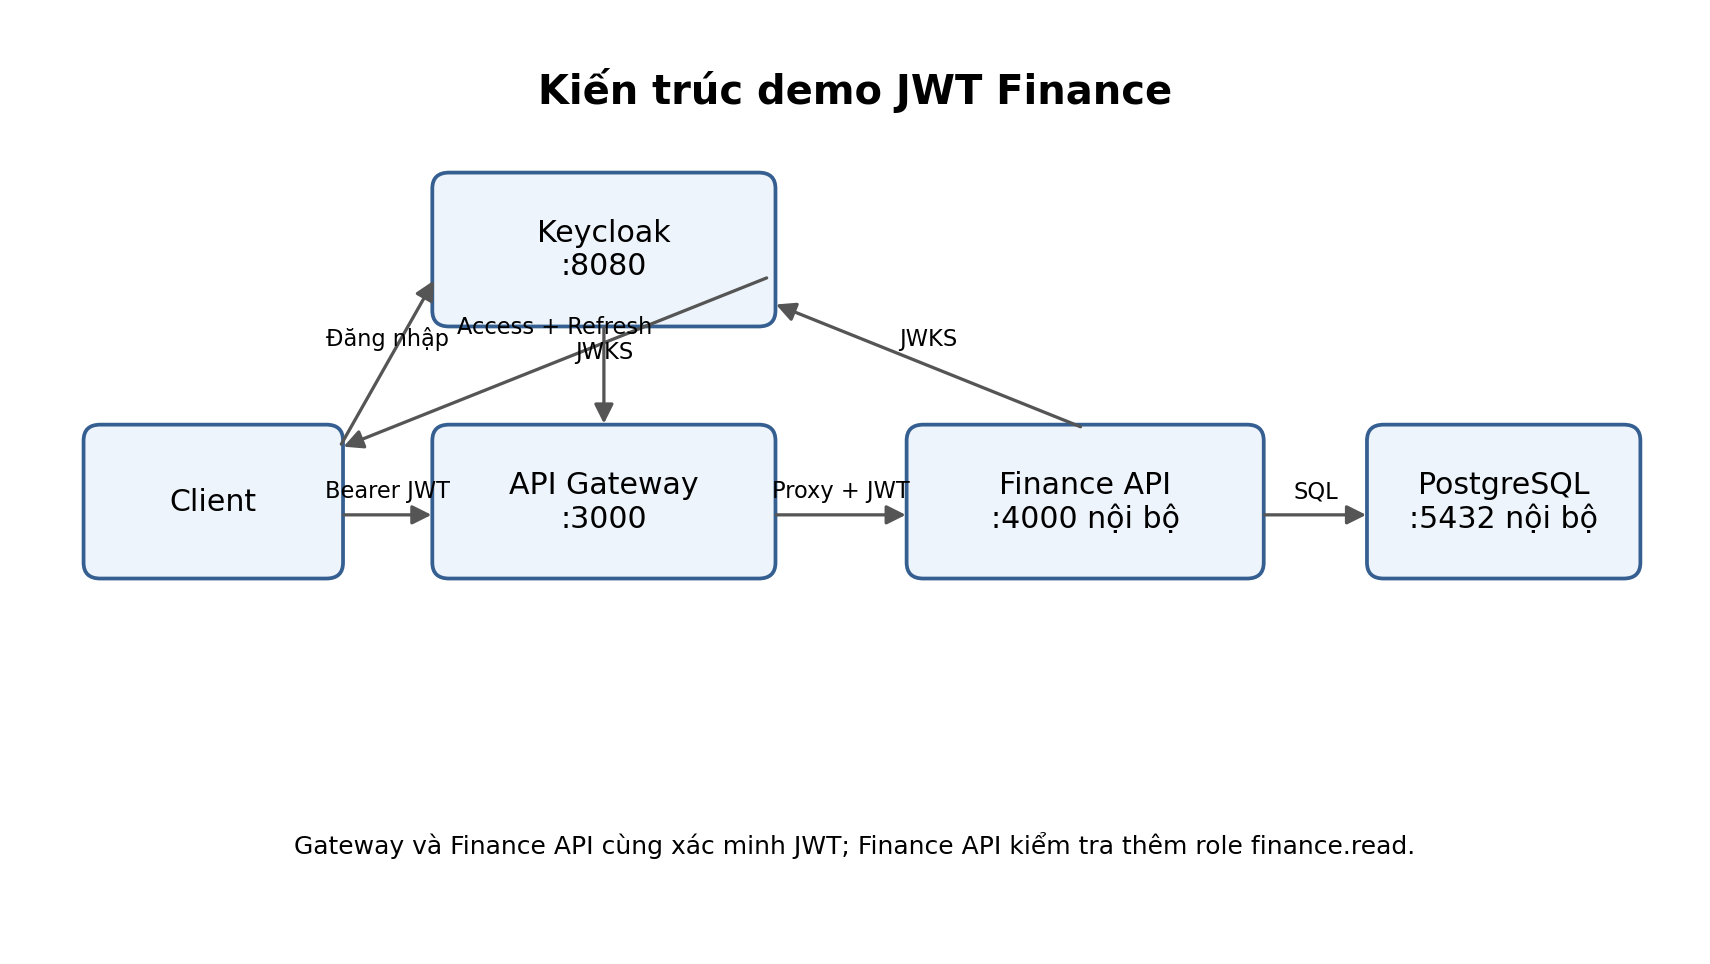 Kiến trúc demo JWT Finance
Keycloak
:8080
Đăng nhập
Access + Refresh
JWKS
JWKS
Client
Bearer JWT
API Gateway
:3000
Proxy + JWT
Finance API
:4000 nội bộ
SQL
PostgreSQL
:5432 nội bộ
Gateway và Finance API cùng xác minh JWT; Finance API kiểm tra thêm role finance.read.